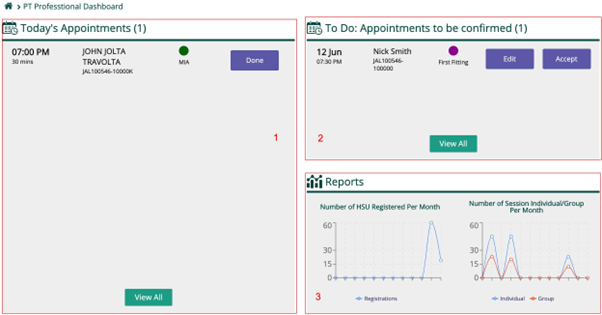 PT Professtional Dashboard
Today's Appointments (1)
07:00 PM
30 mins
JOHN JOLTA
TRAVOLTA
JAL100546-10000K
MIA
Done
1
View All
To Do: Appointments to be confirmed (1)
12 Jun
07:30 PM
Nick Smith
JAL100546-
100000
First Fitting
Edit
Accept
2
View All
Reports
Number of HSU Registered Per Month
60
30
15
0
Registrations
Number of Session Individual/Group
Per Month
60
30
15
0
Individual
Group
3